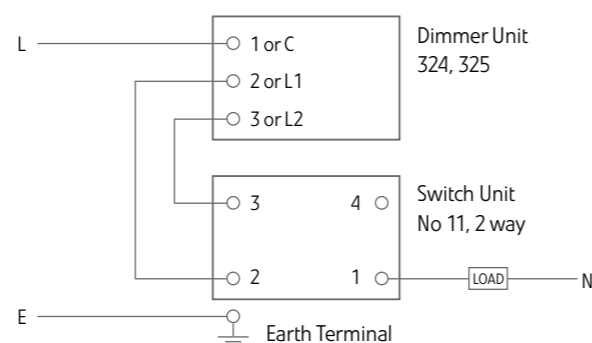 L
1 or C
2 or L1
3 or L2
Dimmer Unit
324, 325
3
4
2
1
Switch Unit
No 11, 2 way
LOAD
N
E
Earth Terminal